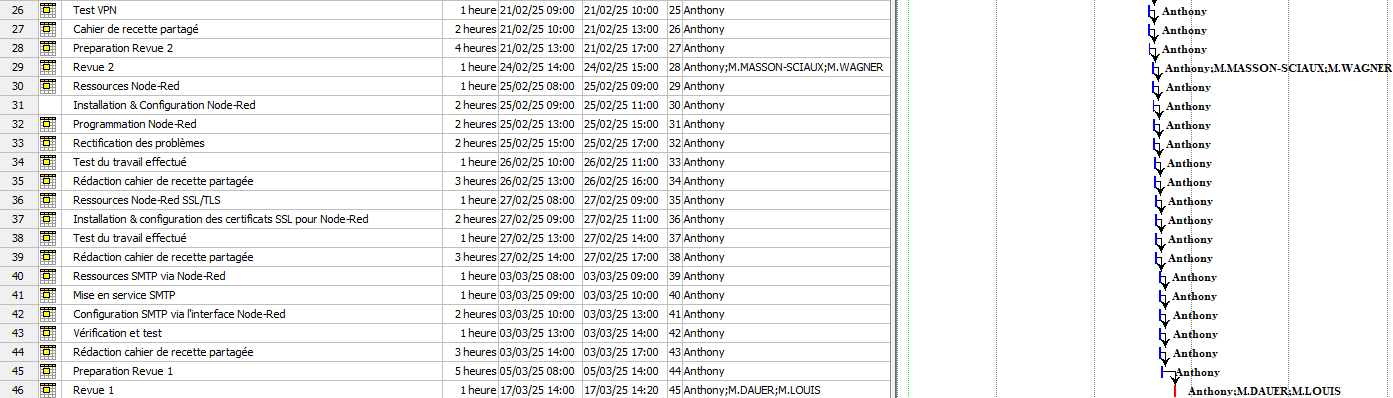 26 Test VPN 1 heure 21/02/25 09:00 21/02/25 10:00 25 Anthony Anthony
27 Cahier de recette partagé 2 heures 21/02/25 10:00 21/02/25 13:00 26 Anthony Anthony
28 Preparation Revue 2 4 heures 21/02/25 13:00 21/02/25 17:00 27 Anthony Anthony
29 Revue 2 1 heure 24/02/25 14:00 24/02/25 15:00 28 Anthony;M.MASSON-SCIAUX;M.WAGNER Anthony;M.MASSON-SCIAUX;M.WAGNER
30 Ressources Node-Red 1 heure 25/02/25 08:00 25/02/25 09:00 29 Anthony Anthony
31 Installation & Configuration Node-Red 2 heures 25/02/25 09:00 25/02/25 11:00 30 Anthony Anthony
32 Programmation Node-Red 2 heures 25/02/25 13:00 25/02/25 15:00 31 Anthony Anthony
33 Rectification des problèmes 2 heures 25/02/25 15:00 25/02/25 17:00 32 Anthony Anthony
34 Test du travail effectué 1 heure 26/02/25 10:00 26/02/25 11:00 33 Anthony Anthony
35 Rédaction cahier de recette partagée 3 heures 26/02/25 13:00 26/02/25 16:00 34 Anthony Anthony
36 Ressources Node-Red SSL/TLS 1 heure 27/02/25 08:00 27/02/25 09:00 35 Anthony Anthony
37 Installation & configuration des certificats SSL pour Node-Red 2 heures 27/02/25 09:00 27/02/25 11:00 36 Anthony Anthony
38 Test du travail effectué 1 heure 27/02/25 13:00 27/02/25 14:00 37 Anthony Anthony
39 Rédaction cahier de recette partagée 3 heures 27/02/25 14:00 27/02/25 17:00 38 Anthony Anthony
40 Ressources SMTP via Node-Red 1 heure 03/03/25 08:00 03/03/25 09:00 39 Anthony Anthony
41 Mise en service SMTP 1 heure 03/03/25 09:00 03/03/25 10:00 40 Anthony Anthony
42 Configuration SMTP via l'interface Node-Red 2 heures 03/03/25 10:00 03/03/25 13:00 41 Anthony Anthony
43 Vérification et test 1 heure 03/03/25 13:00 03/03/25 14:00 42 Anthony Anthony
44 Rédaction cahier de recette partagée 3 heures 03/03/25 14:00 03/03/25 17:00 43 Anthony Anthony
45 Preparation Revue 1 5 heures 05/03/25 08:00 05/03/25 14:00 44 Anthony Anthony
46 Revue 1 1 heure 17/03/25 14:00 17/03/25 14:20 45 Anthony;M.DAUER;M.LOUIS Anthony;M.DAUER;M.LOUIS